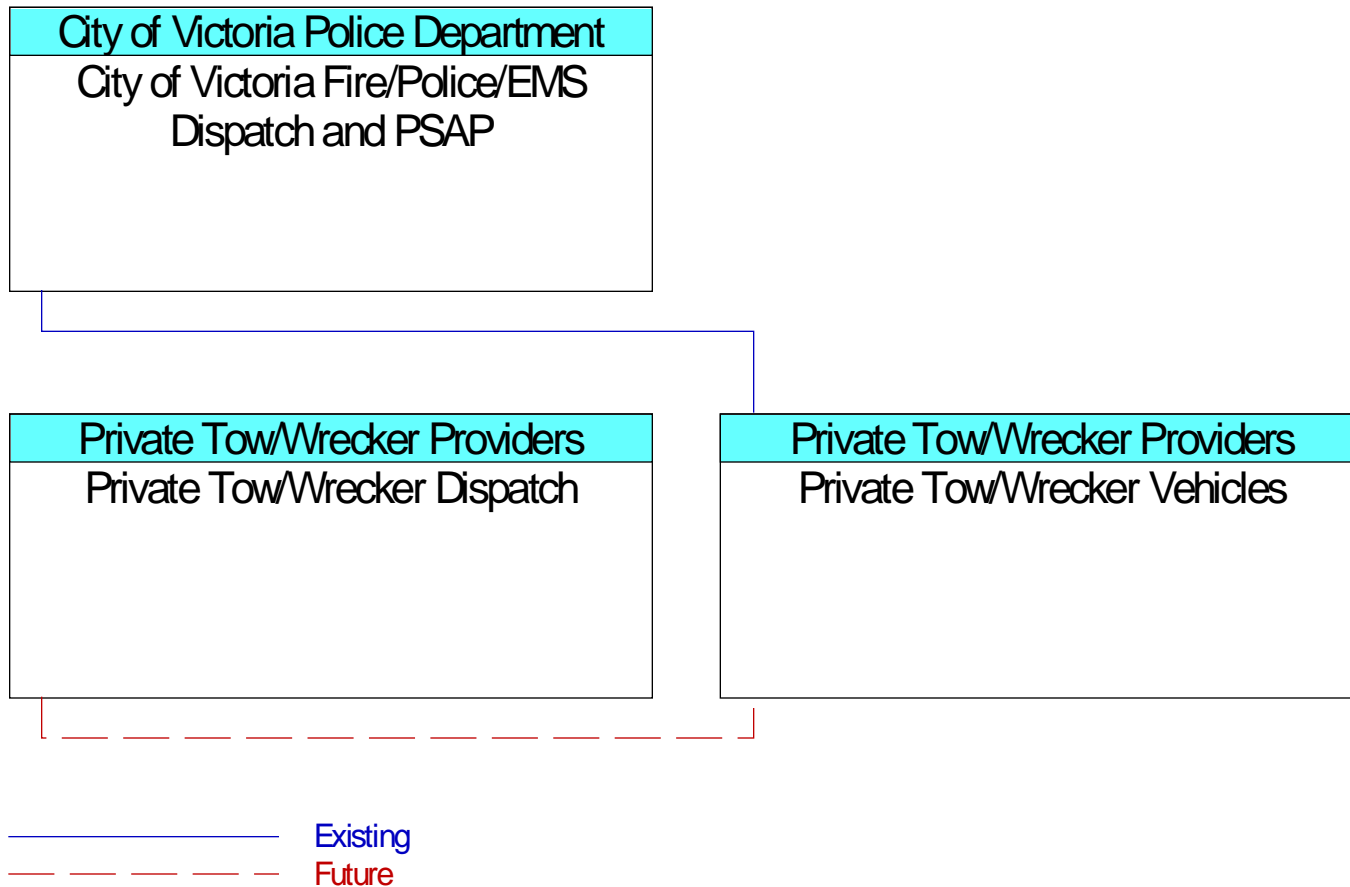 City of Victoria Police Department
City of Victoria Fire/Police/EMS
Dispatch and PSAP
Private Tow/Wrecker Providers
Private Tow/Wrecker Dispatch
Private Tow/Wrecker Providers
Private Tow/Wrecker Vehicles
Existing
Future